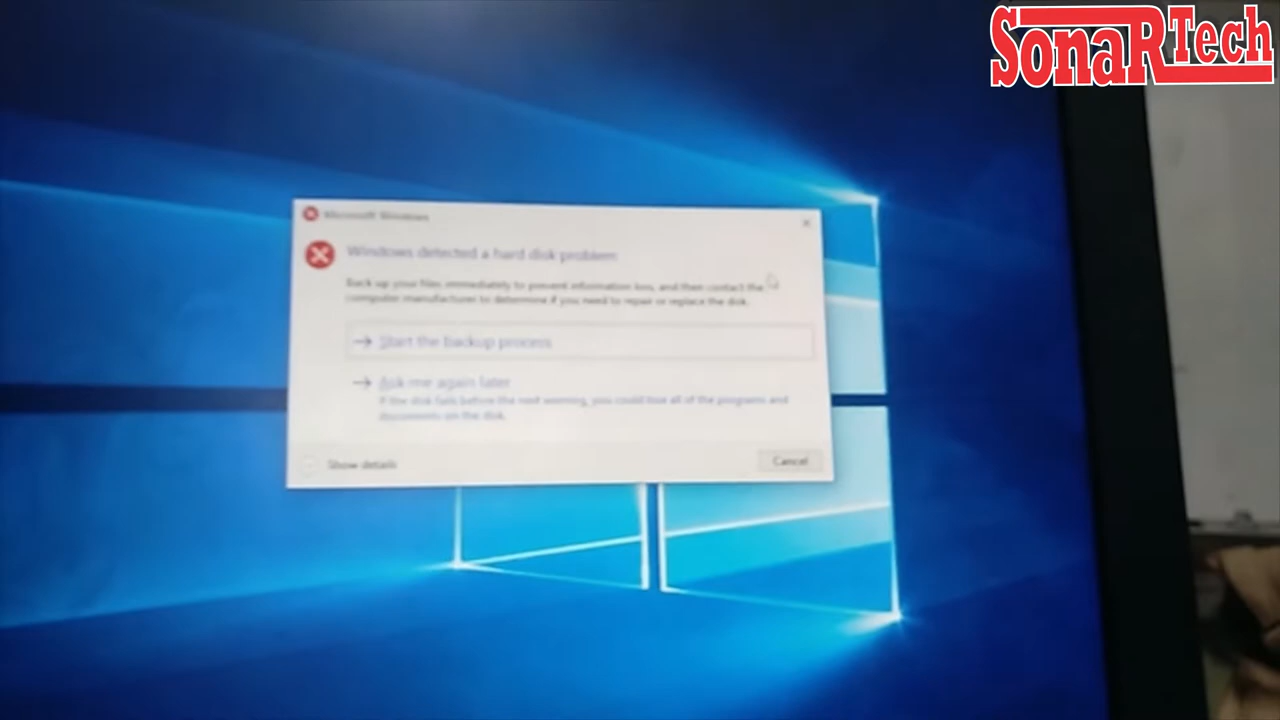 SonaRTech
Microsoft Windows
Windows detected a hard disk problem
Back up your files immediately to prevent information loss, and then contact the
computer manufacturer to determine if you need to repair or replace the disk.
Start the backup process
Ask me again later
If the disk fails before the next warning, you could lose all of the programs and
documents on the disk.
Show details
Cancel